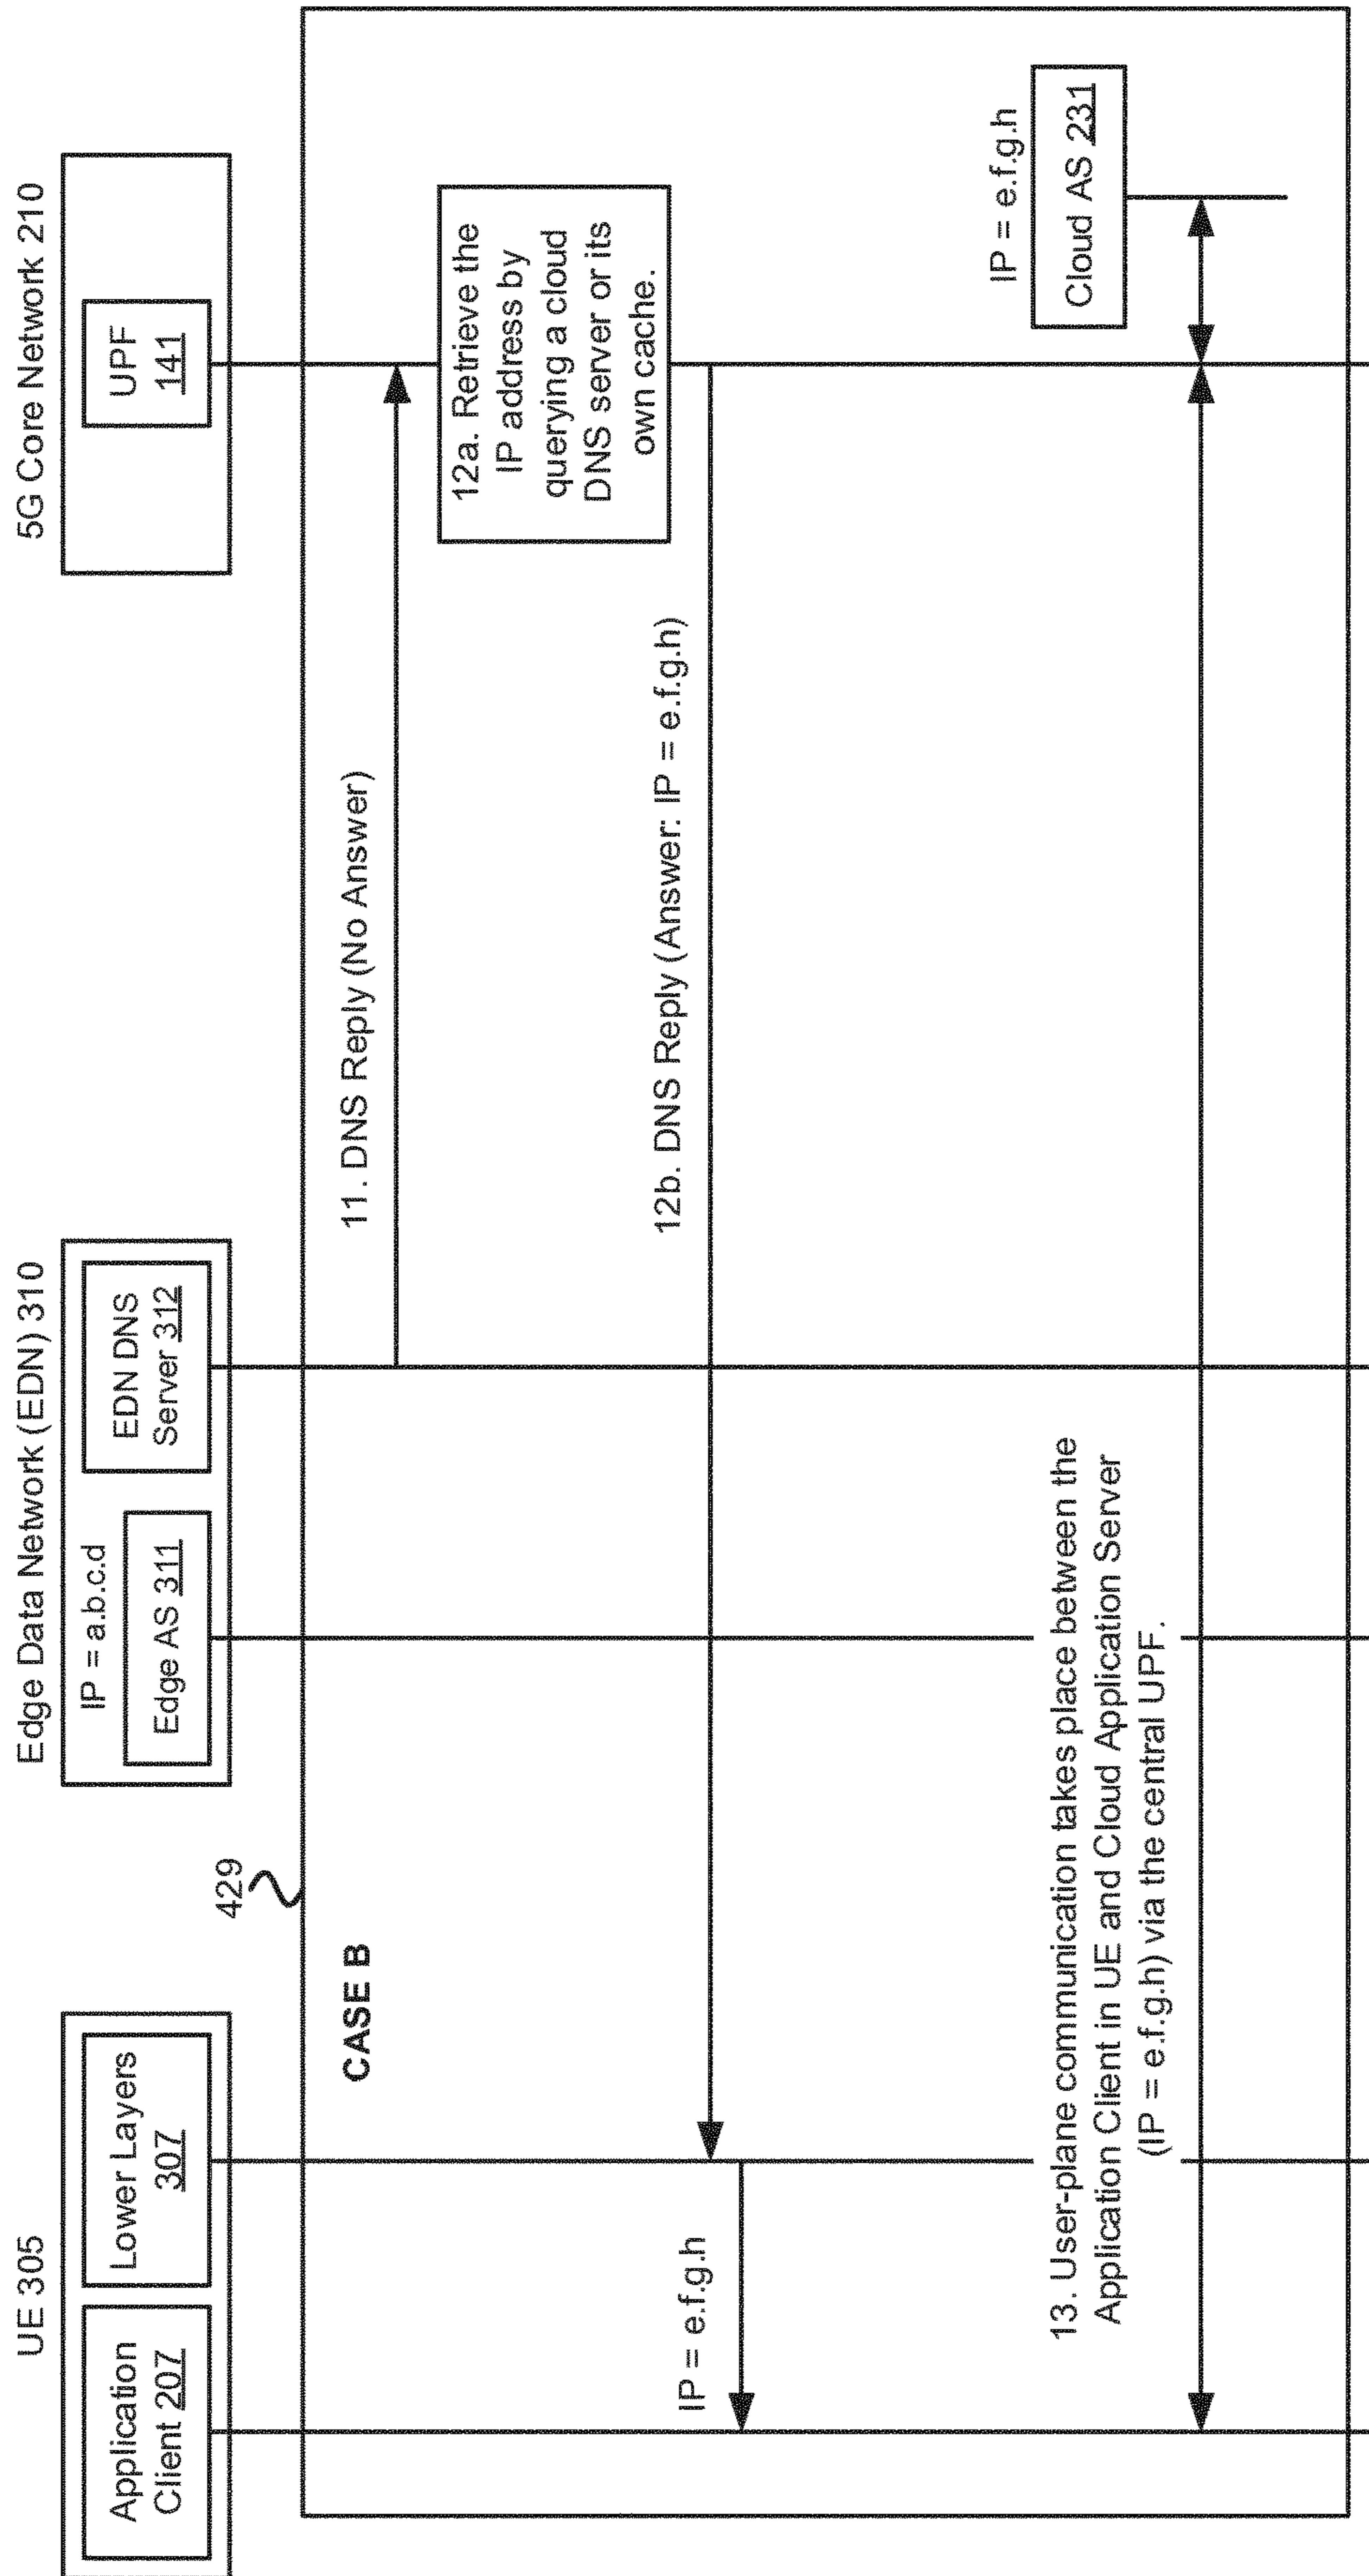 UE 305
Application
Client 207
Lower Layers
307
Edge Data Network (EDN) 310
IP = a.b.c.d
Edge AS 311
EDN DNS
Server 312
5G Core Network 210
UPF
141
429
CASE B
11. DNS Reply (No Answer)
12a. Retrieve the
IP address by
querying a cloud
DNS server or its
own cache.
12b. DNS Reply (Answer: IP = e.f.g.h)
IP = e.f.g.h
IP = e.f.g.h
Cloud AS 231
13. User-plane communication takes place between the
Application Client in UE and Cloud Application Server
(IP = e.f.g.h) via the central UPF.